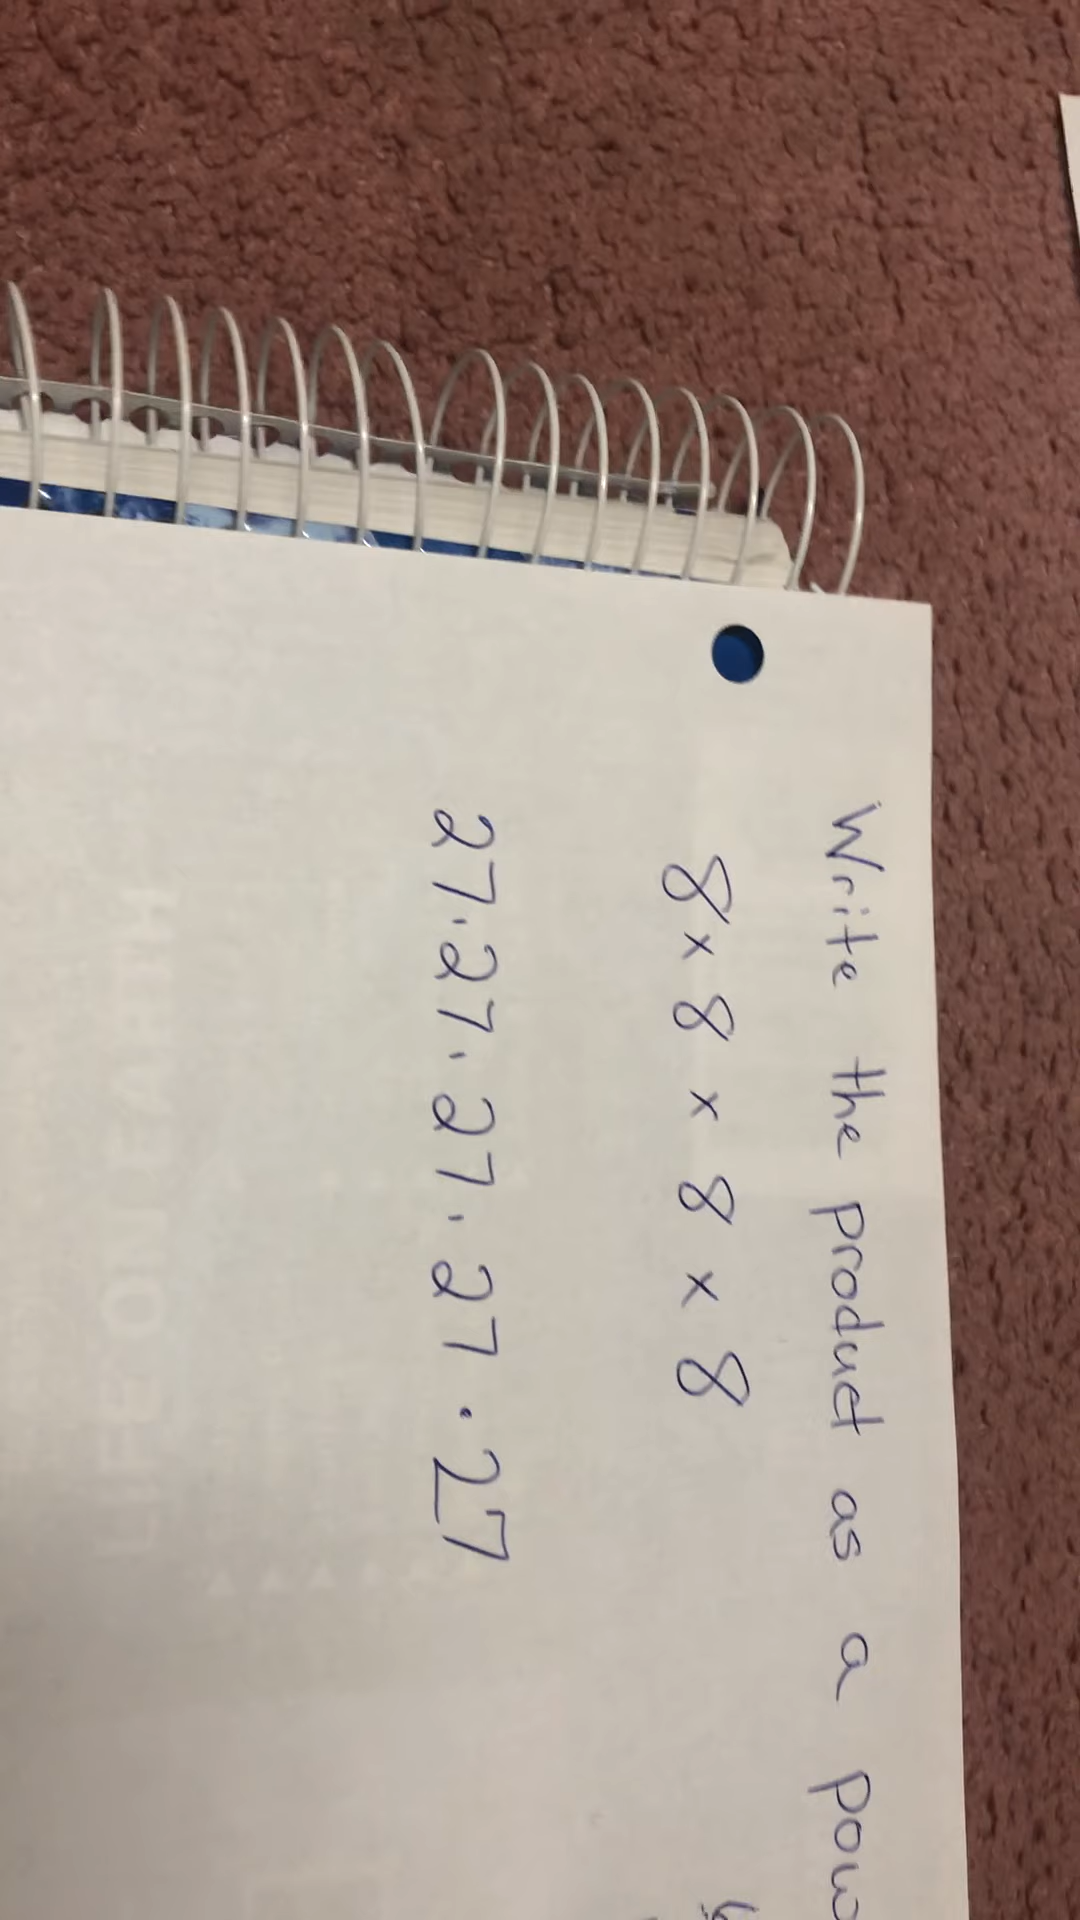 Write the product as a pow
8 × 8 × 8 × 8
27 · 27 · 27 · 27 · 27